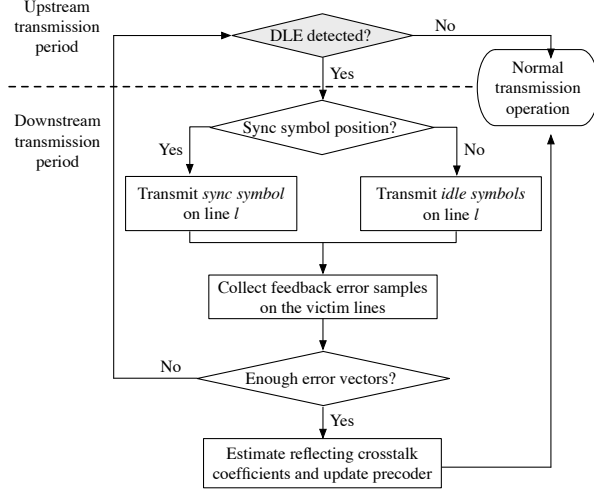 Upstream
transmission
period
DLE detected?
No
Normal
transmission
operation
Yes
Downstream
transmission
period
Sync symbol position?
Yes
No
Transmit sync symbol
on line l
Transmit idle symbols
on line l
Collect feedback error samples
on the victim lines
No
Enough error vectors?
Yes
Estimate reflecting crosstalk
coefficients and update precoder